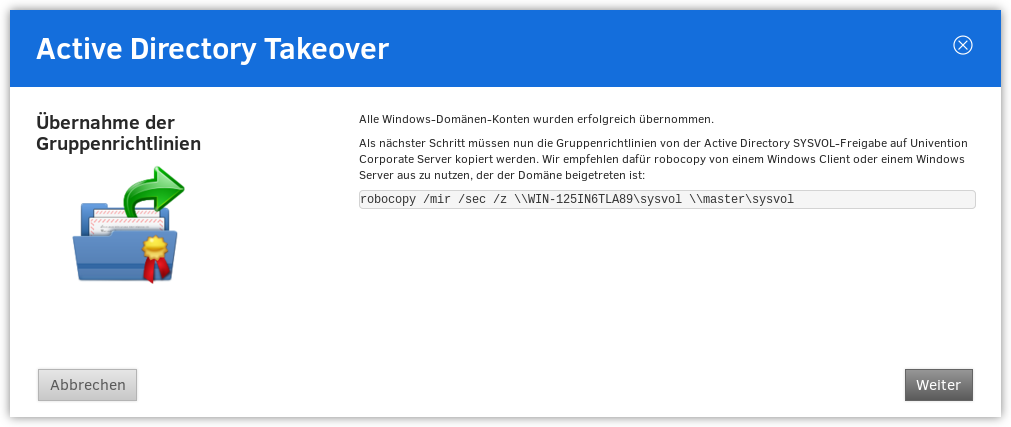 Active Directory Takeover
Übernahme der
Gruppenrichtlinien
Alle Windows-Domänen-Konten wurden erfolgreich übernommen.
Als nächster Schritt müssen nun die Gruppenrichtlinien von der Active Directory SYSVOL-Freigabe auf Univention
Corporate Server kopiert werden. Wir empfehlen dafür robocopy von einem Windows Client oder einem Windows
Server aus zu nutzen, der der Domäne beigetreten ist:
robocopy /mir /sec /z \\WIN-125IN6TLA89\sysvol \\master\sysvol
Abbrechen
Weiter